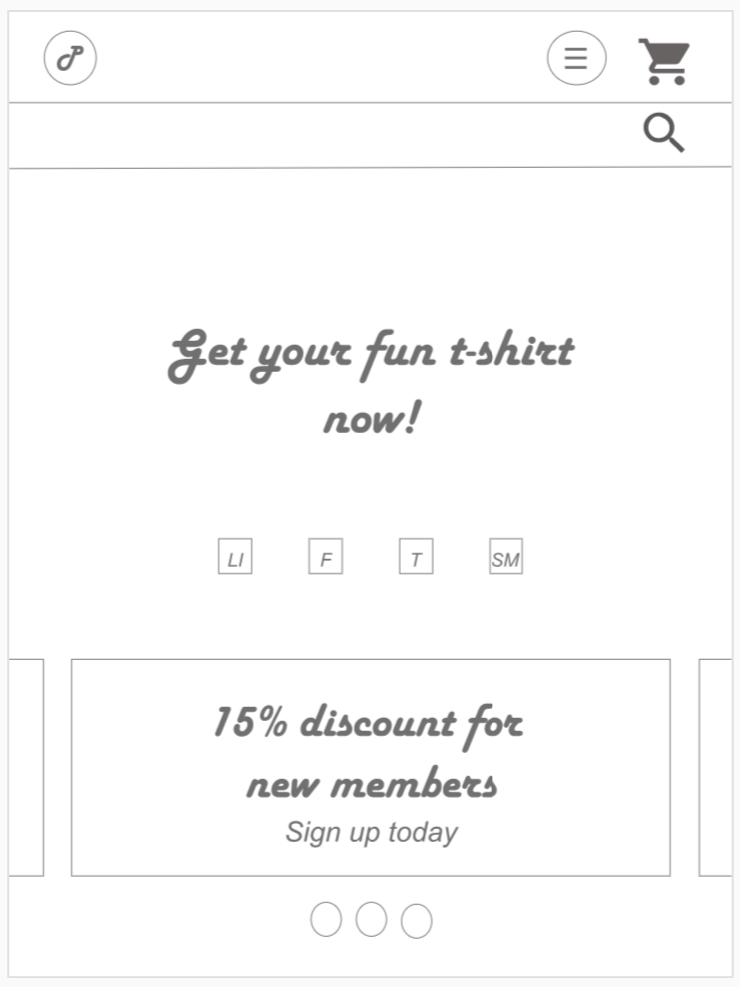 P
Get your fun t-shirt
now!
LI F T SM
15% discount for
new members
Sign up today